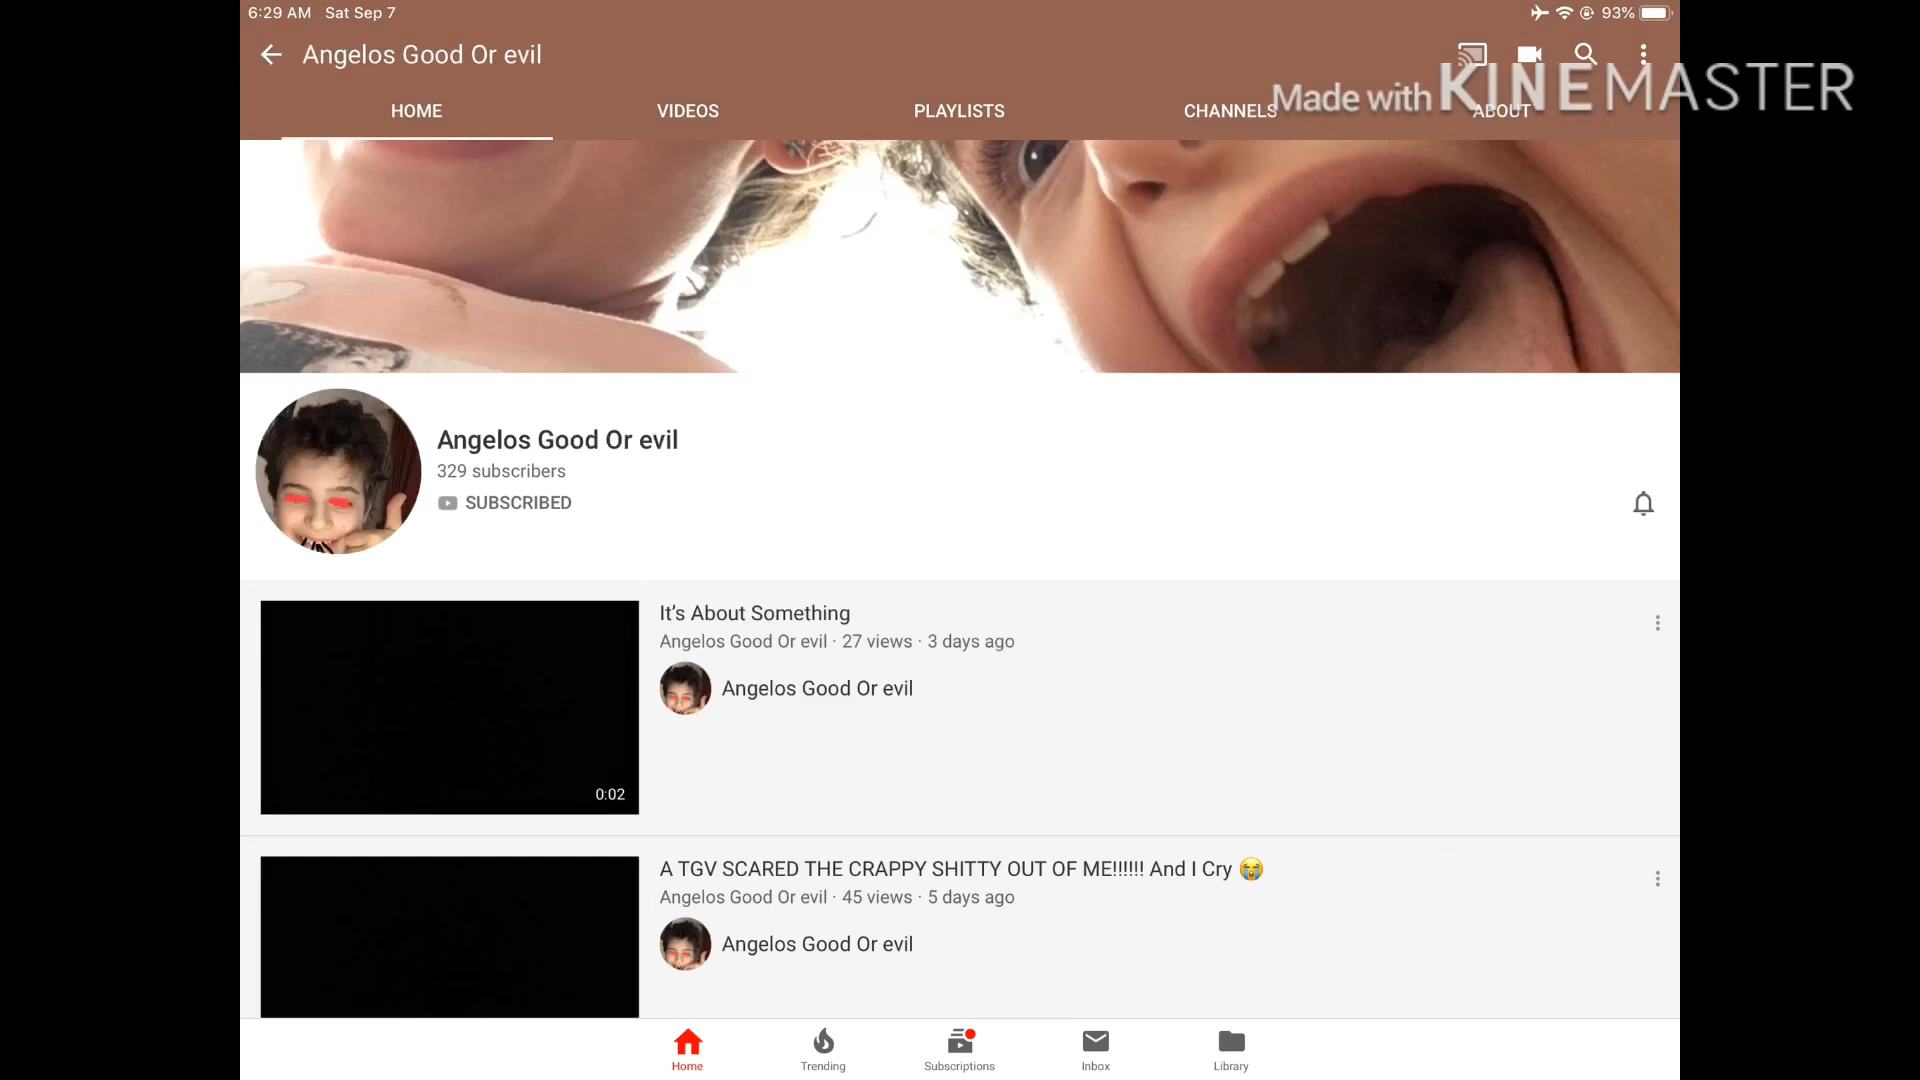 6:29 AM Sat Sep 7 93%
Angelos Good Or evil
Made with KINEMASTER
HOME VIDEOS PLAYLISTS CHANNELS ABOUT
Angelos Good Or evil
329 subscribers
SUBSCRIBED
It’s About Something
Angelos Good Or evil · 27 views · 3 days ago
Angelos Good Or evil
0:02
A TGV SCARED THE CRAPPY SHITTY OUT OF ME!!!!!! And I Cry 😭
Angelos Good Or evil · 45 views · 5 days ago
Angelos Good Or evil
Home Trending Subscriptions Inbox Library